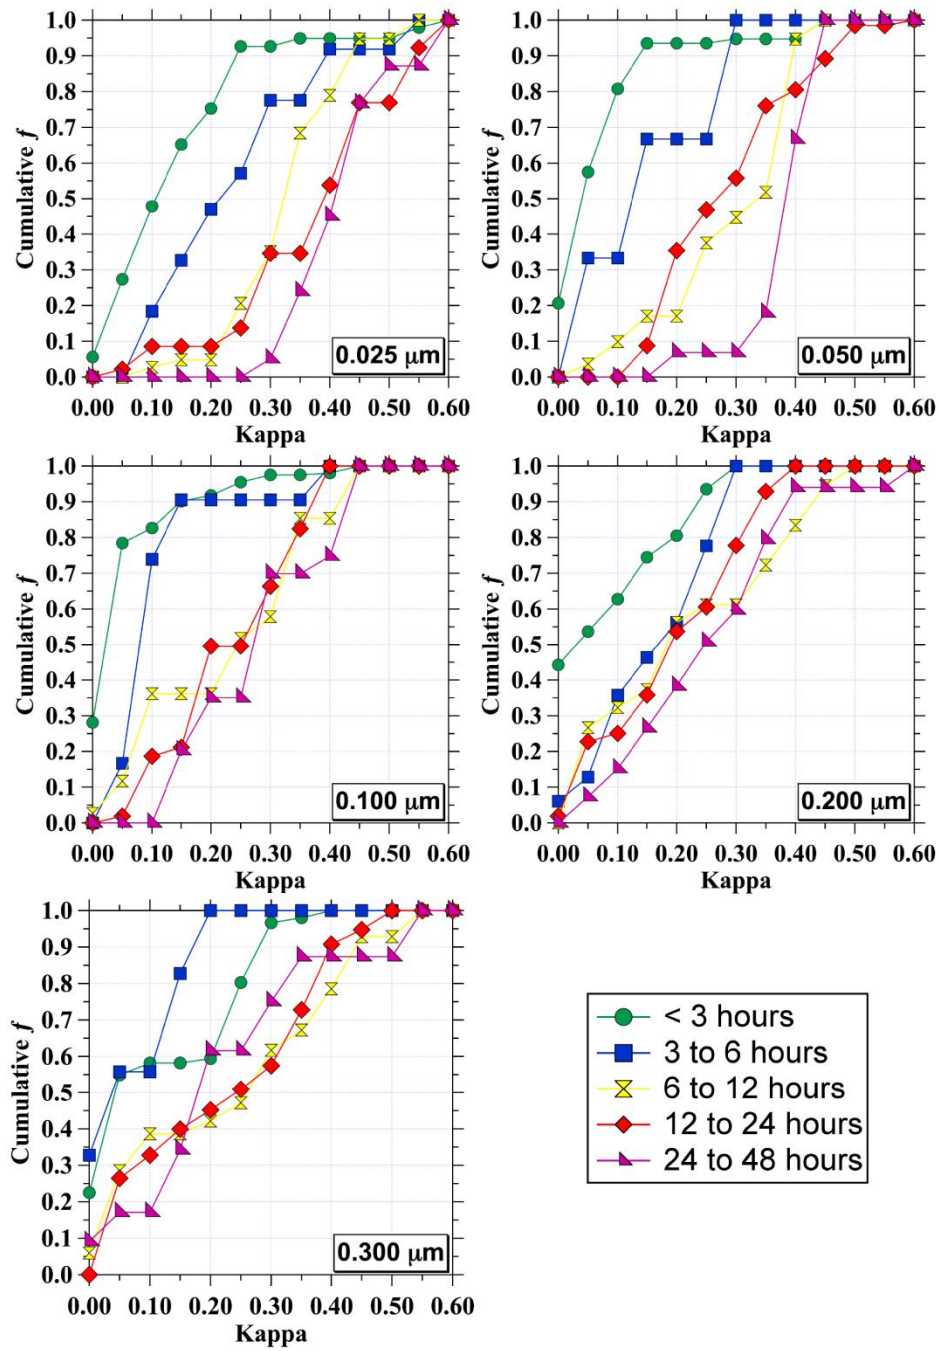 1.0 1.0
0.9 0.9
0.8 0.8
0.7 0.7
0.6 0.6
0.5 0.5
0.4 0.4
0.3 0.3
0.2 0.2
0.1 0.1
0.0 0.0
Cumulative f Cumulative f
0.025 μm 0.050 μm
0.00 0.10 0.20 0.30 0.40 0.50 0.60 0.00 0.10 0.20 0.30 0.40 0.50 0.60
Kappa Kappa
1.0 1.0
0.9 0.9
0.8 0.8
0.7 0.7
0.6 0.6
0.5 0.5
0.4 0.4
0.3 0.3
0.2 0.2
0.1 0.1
0.0 0.0
Cumulative f Cumulative f
0.100 μm 0.200 μm
0.00 0.10 0.20 0.30 0.40 0.50 0.60 0.00 0.10 0.20 0.30 0.40 0.50 0.60
Kappa Kappa
1.0
0.9
0.8
0.7
0.6
0.5
0.4
0.3
0.2
0.1
0.0
Cumulative f
0.300 μm
0.00 0.10 0.20 0.30 0.40 0.50 0.60
Kappa
< 3 hours
3 to 6 hours
6 to 12 hours
12 to 24 hours
24 to 48 hours